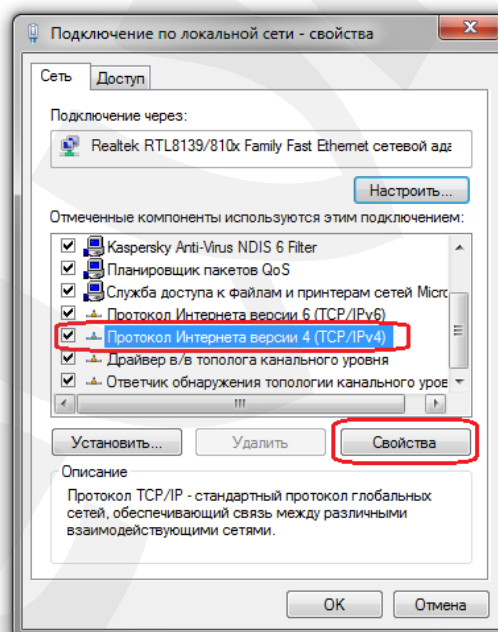 Подключение по локальной сети - свойства
Сеть
Доступ
Подключение через:
Realtek RTL8139/810x Family Fast Ethernet сетевой ада
Настроить...
Отмеченные компоненты используются этим подключением:
Kaspersky Anti-Virus NDIS 6 Filter
Планировщик пакетов QoS
Служба доступа к файлам и принтерам сетей Micro
Протокол Интернета версии 6 (TCP/IPv6)
Протокол Интернета версии 4 (TCP/IPv4)
Драйвер в/в тополога канального уровня
Ответчик обнаружения топологии канального уров
Установить...
Удалить
Свойства
Описание
Протокол TCP/IP - стандартный протокол глобальных
сетей, обеспечивающий связь между различными
взаимодействующими сетями.
OK
Отмена